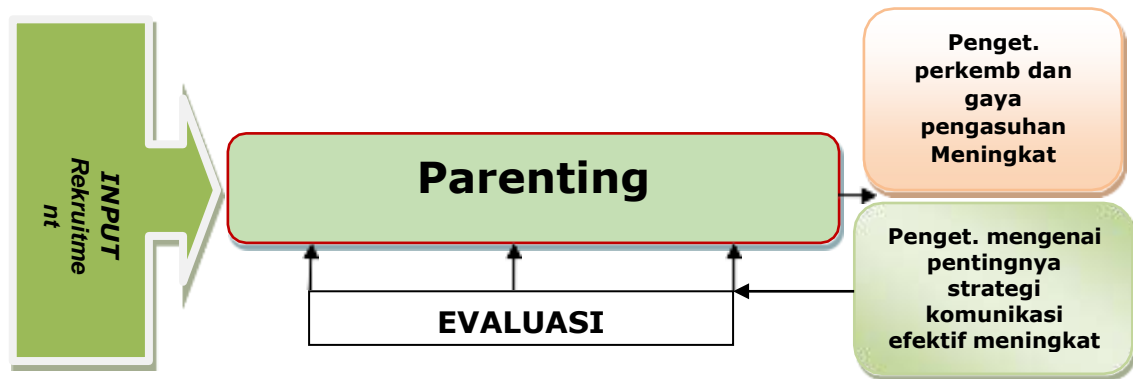 INPUT
Rekruitme
nt
Parenting
EVALUASI
Penget.
perkemb dan
gaya
pengasuhan
Meningkat
Penget. mengenai
pentingnya
strategi
komunikasi
efektif meningkat